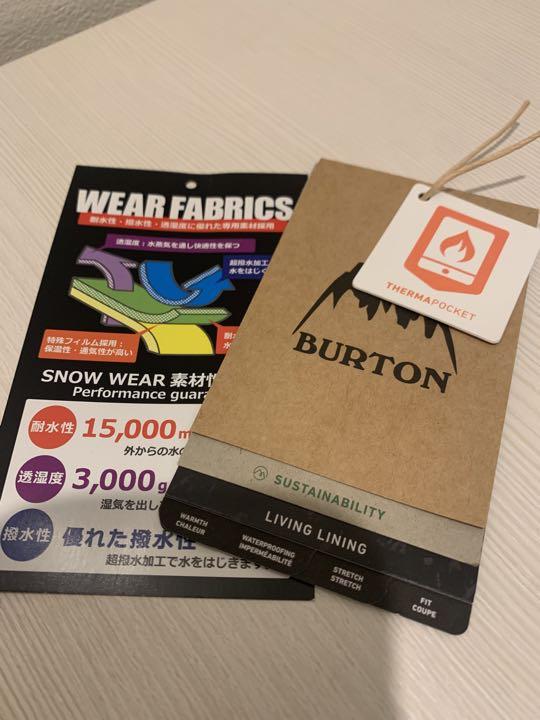 WEAR FABRICS
耐水性・撥水性・透湿度に優れた専用素材採用
透湿度:水蒸気を通し快適性を保つ
超撥水加工
水をはじく
特殊フィルム採用:
保温性・通気性が高い
耐
水
SNOW WEAR 素材性
Performance guara
耐水性 15,000m
外からの水の
透湿度 3,000g
湿気を出し
撥水性 優れた撥水性
超撥水加工で水をはじきます
THERMAPOCKET
BURTON
SUSTAINABILITY
LIVING LINING
WARMTH
CHALEUR
WATERPROOFING
IMPERMÉABILITÉ
STRETCH
STRETCH
FIT
COUPE